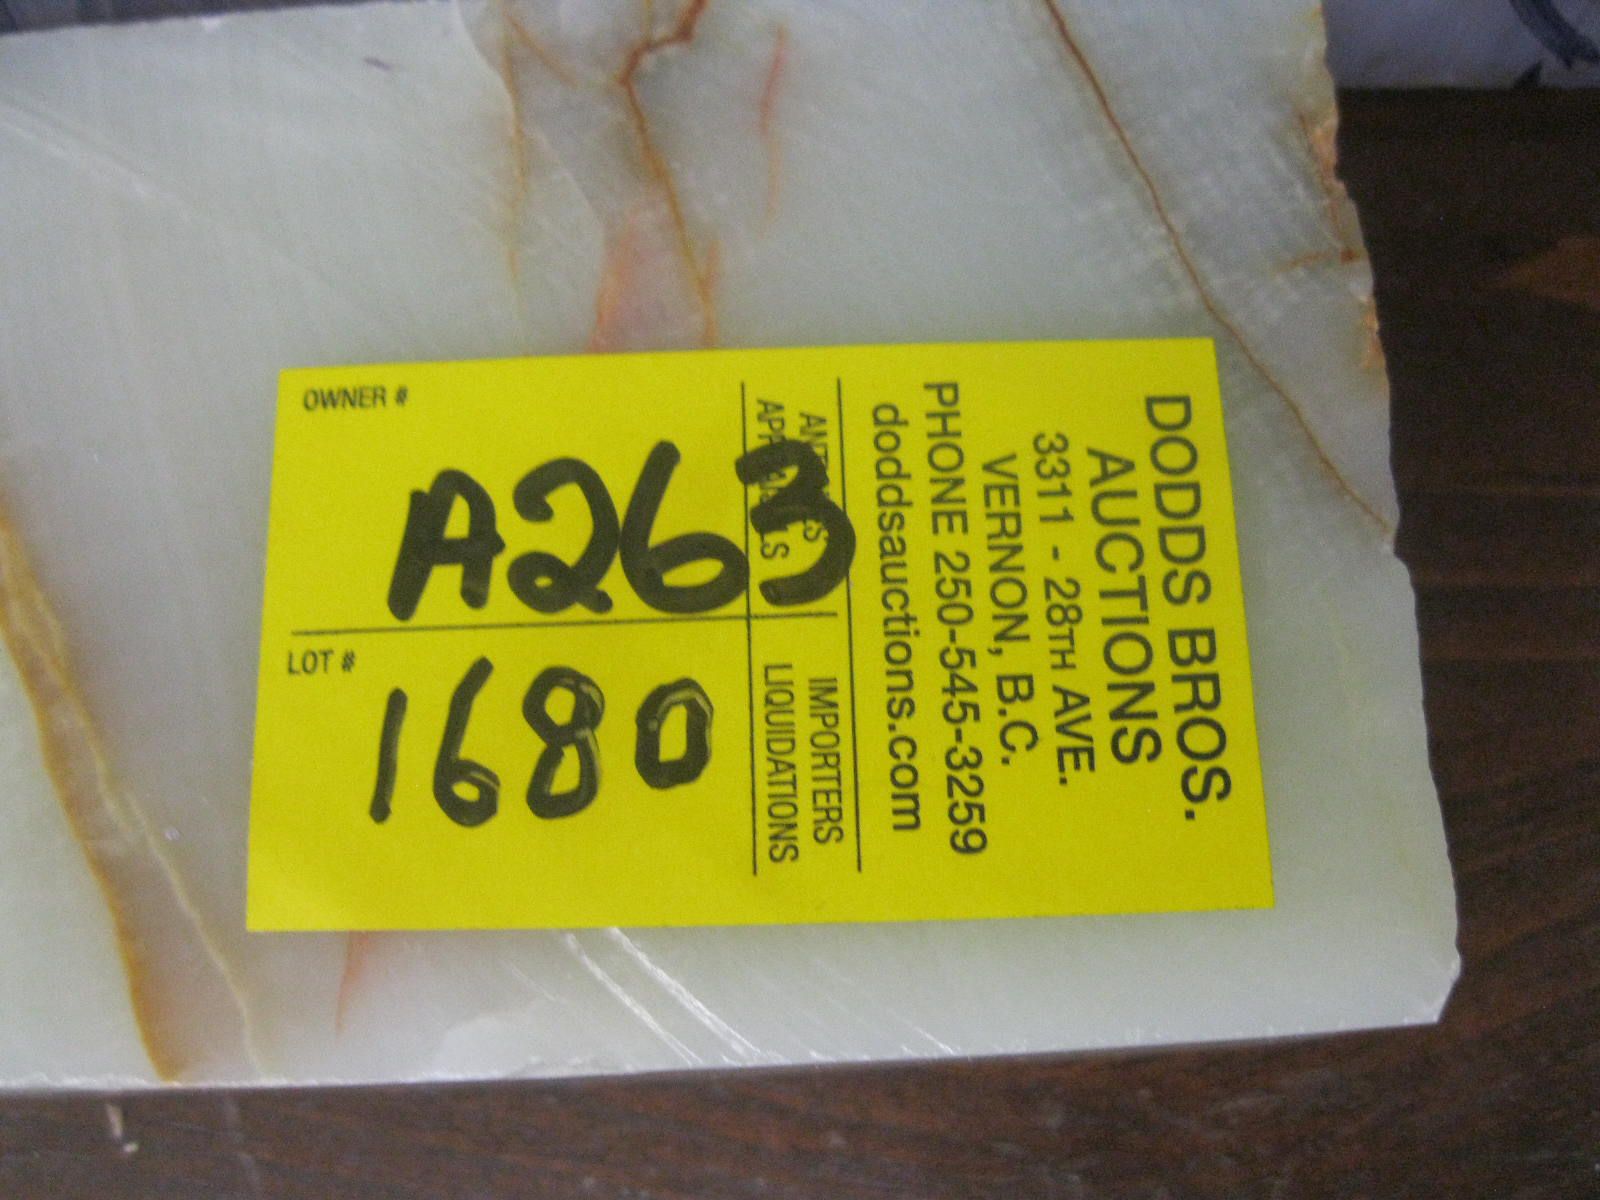 DODDS BROS.
AUCTIONS
3311 - 28TH AVE.
VERNON, B.C.
PHONE 250-545-3259
doddsauctions.com
IMPORTERS
LIQUIDATIONS
OWNER #
A263
LOT #
1680